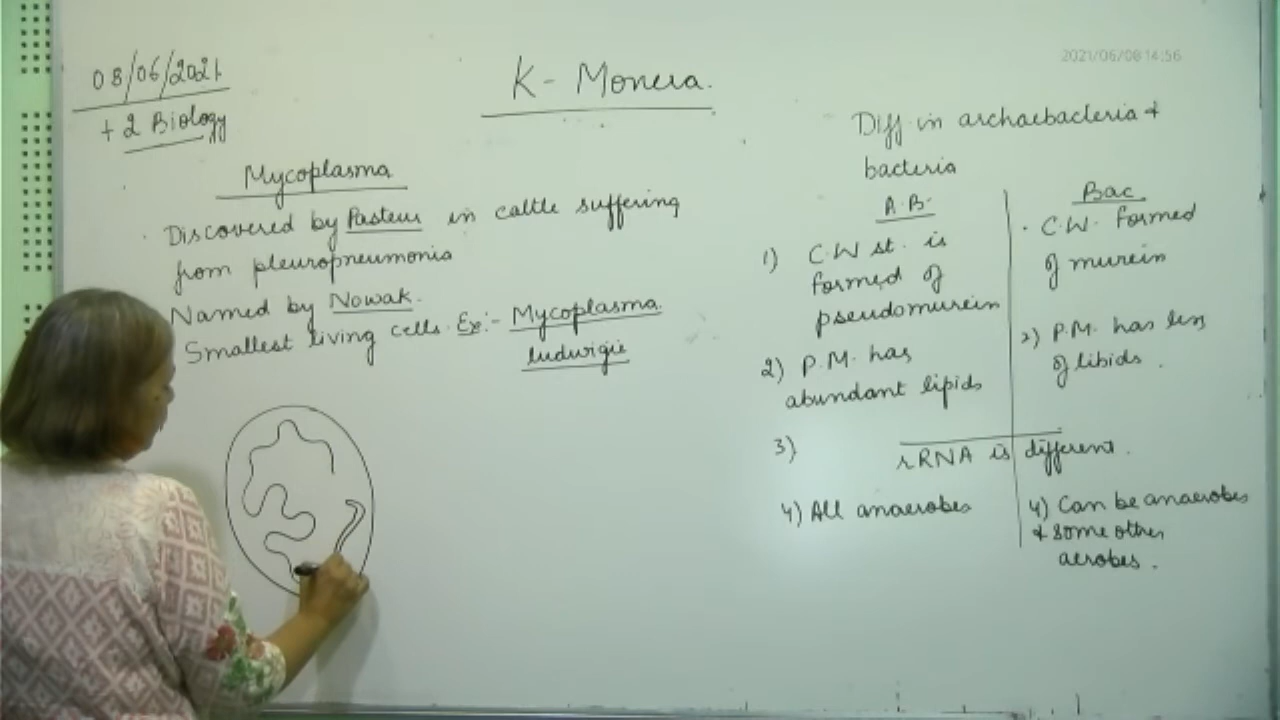 2021/06/08 14:56
08/06/2021
+2 Biology
K- Monera.
Mycoplasma
· Discovered by Pasteur in cattle suffering
from pleuropneumonia
Named by Nowak.
Smallest living cells. Ex:- Mycoplasma
ludwigie
Diff in archaebacteria &
bacteria
A.B.
1) C.W st. is
formed of
pseudomurein
2) P.M. has
abundant lipids
Bac
· C.W. formed
of murein
2) P.M. has less
of libids.
3) rRNA is different.
4) All anaerobes
4) Can be anaerobes
& some other
aerobes.